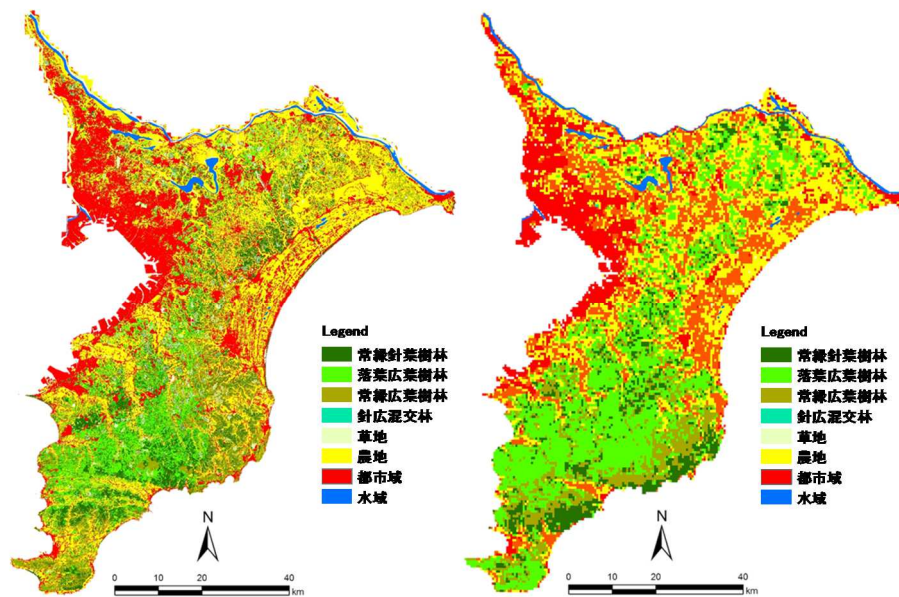 Legend
常緑針葉樹林
落葉広葉樹林
常緑広葉樹林
針広混交林
草地
農地
都市域
水域
N
0 10 20 40
km
Legend
常緑針葉樹林
落葉広葉樹林
常緑広葉樹林
針広混交林
草地
農地
都市域
水域
N
0 10 20 40
km